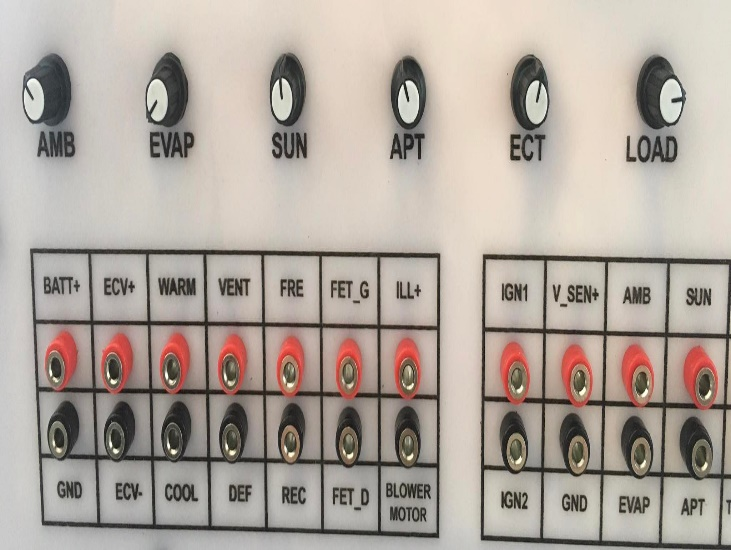 AMB EVAP SUN APT ECT LOAD
BATT+ ECV+ WARM VENT FRE FET_G ILL+
GND ECV- COOL DEF REC FET_D BLOWER MOTOR
IGN1 V_SEN+ AMB SUN
IGN2 GND EVAP APT